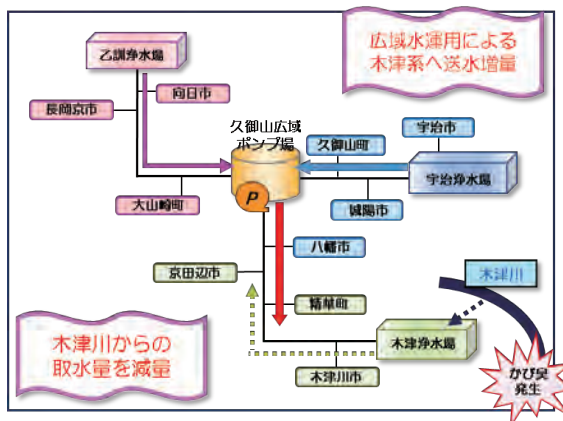 乙訓浄水場
広域水運用による
木津系へ送水増量
向日市
長岡京市
久御山広域
ポンプ場
久御山町
宇治市
宇治浄水場
大山崎町
城陽市
P
八幡市
京田辺市
木津川
精華町
木津川からの
取水量を減量
木津浄水場
木津川市
かび臭
発生